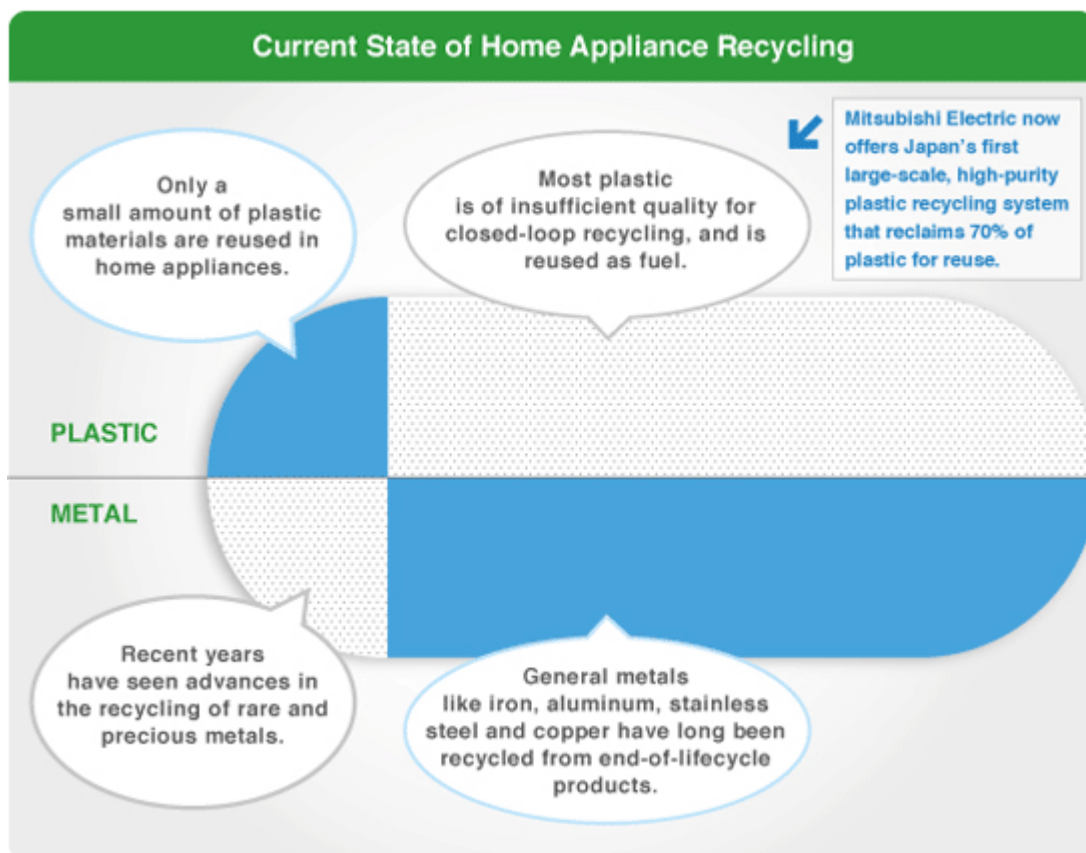 Current State of Home Appliance Recycling
Mitsubishi Electric now
offers Japan's first
large-scale, high-purity
plastic recycling system
that reclaims 70% of
plastic for reuse.
Only a
small amount of plastic
materials are reused in
home appliances.
Most plastic
is of insufficient quality for
closed-loop recycling, and is
reused as fuel.
PLASTIC
METAL
Recent years
have seen advances in
the recycling of rare and
precious metals.
General metals
like iron, aluminum, stainless
steel and copper have long been
recycled from end-of-lifecycle
products.